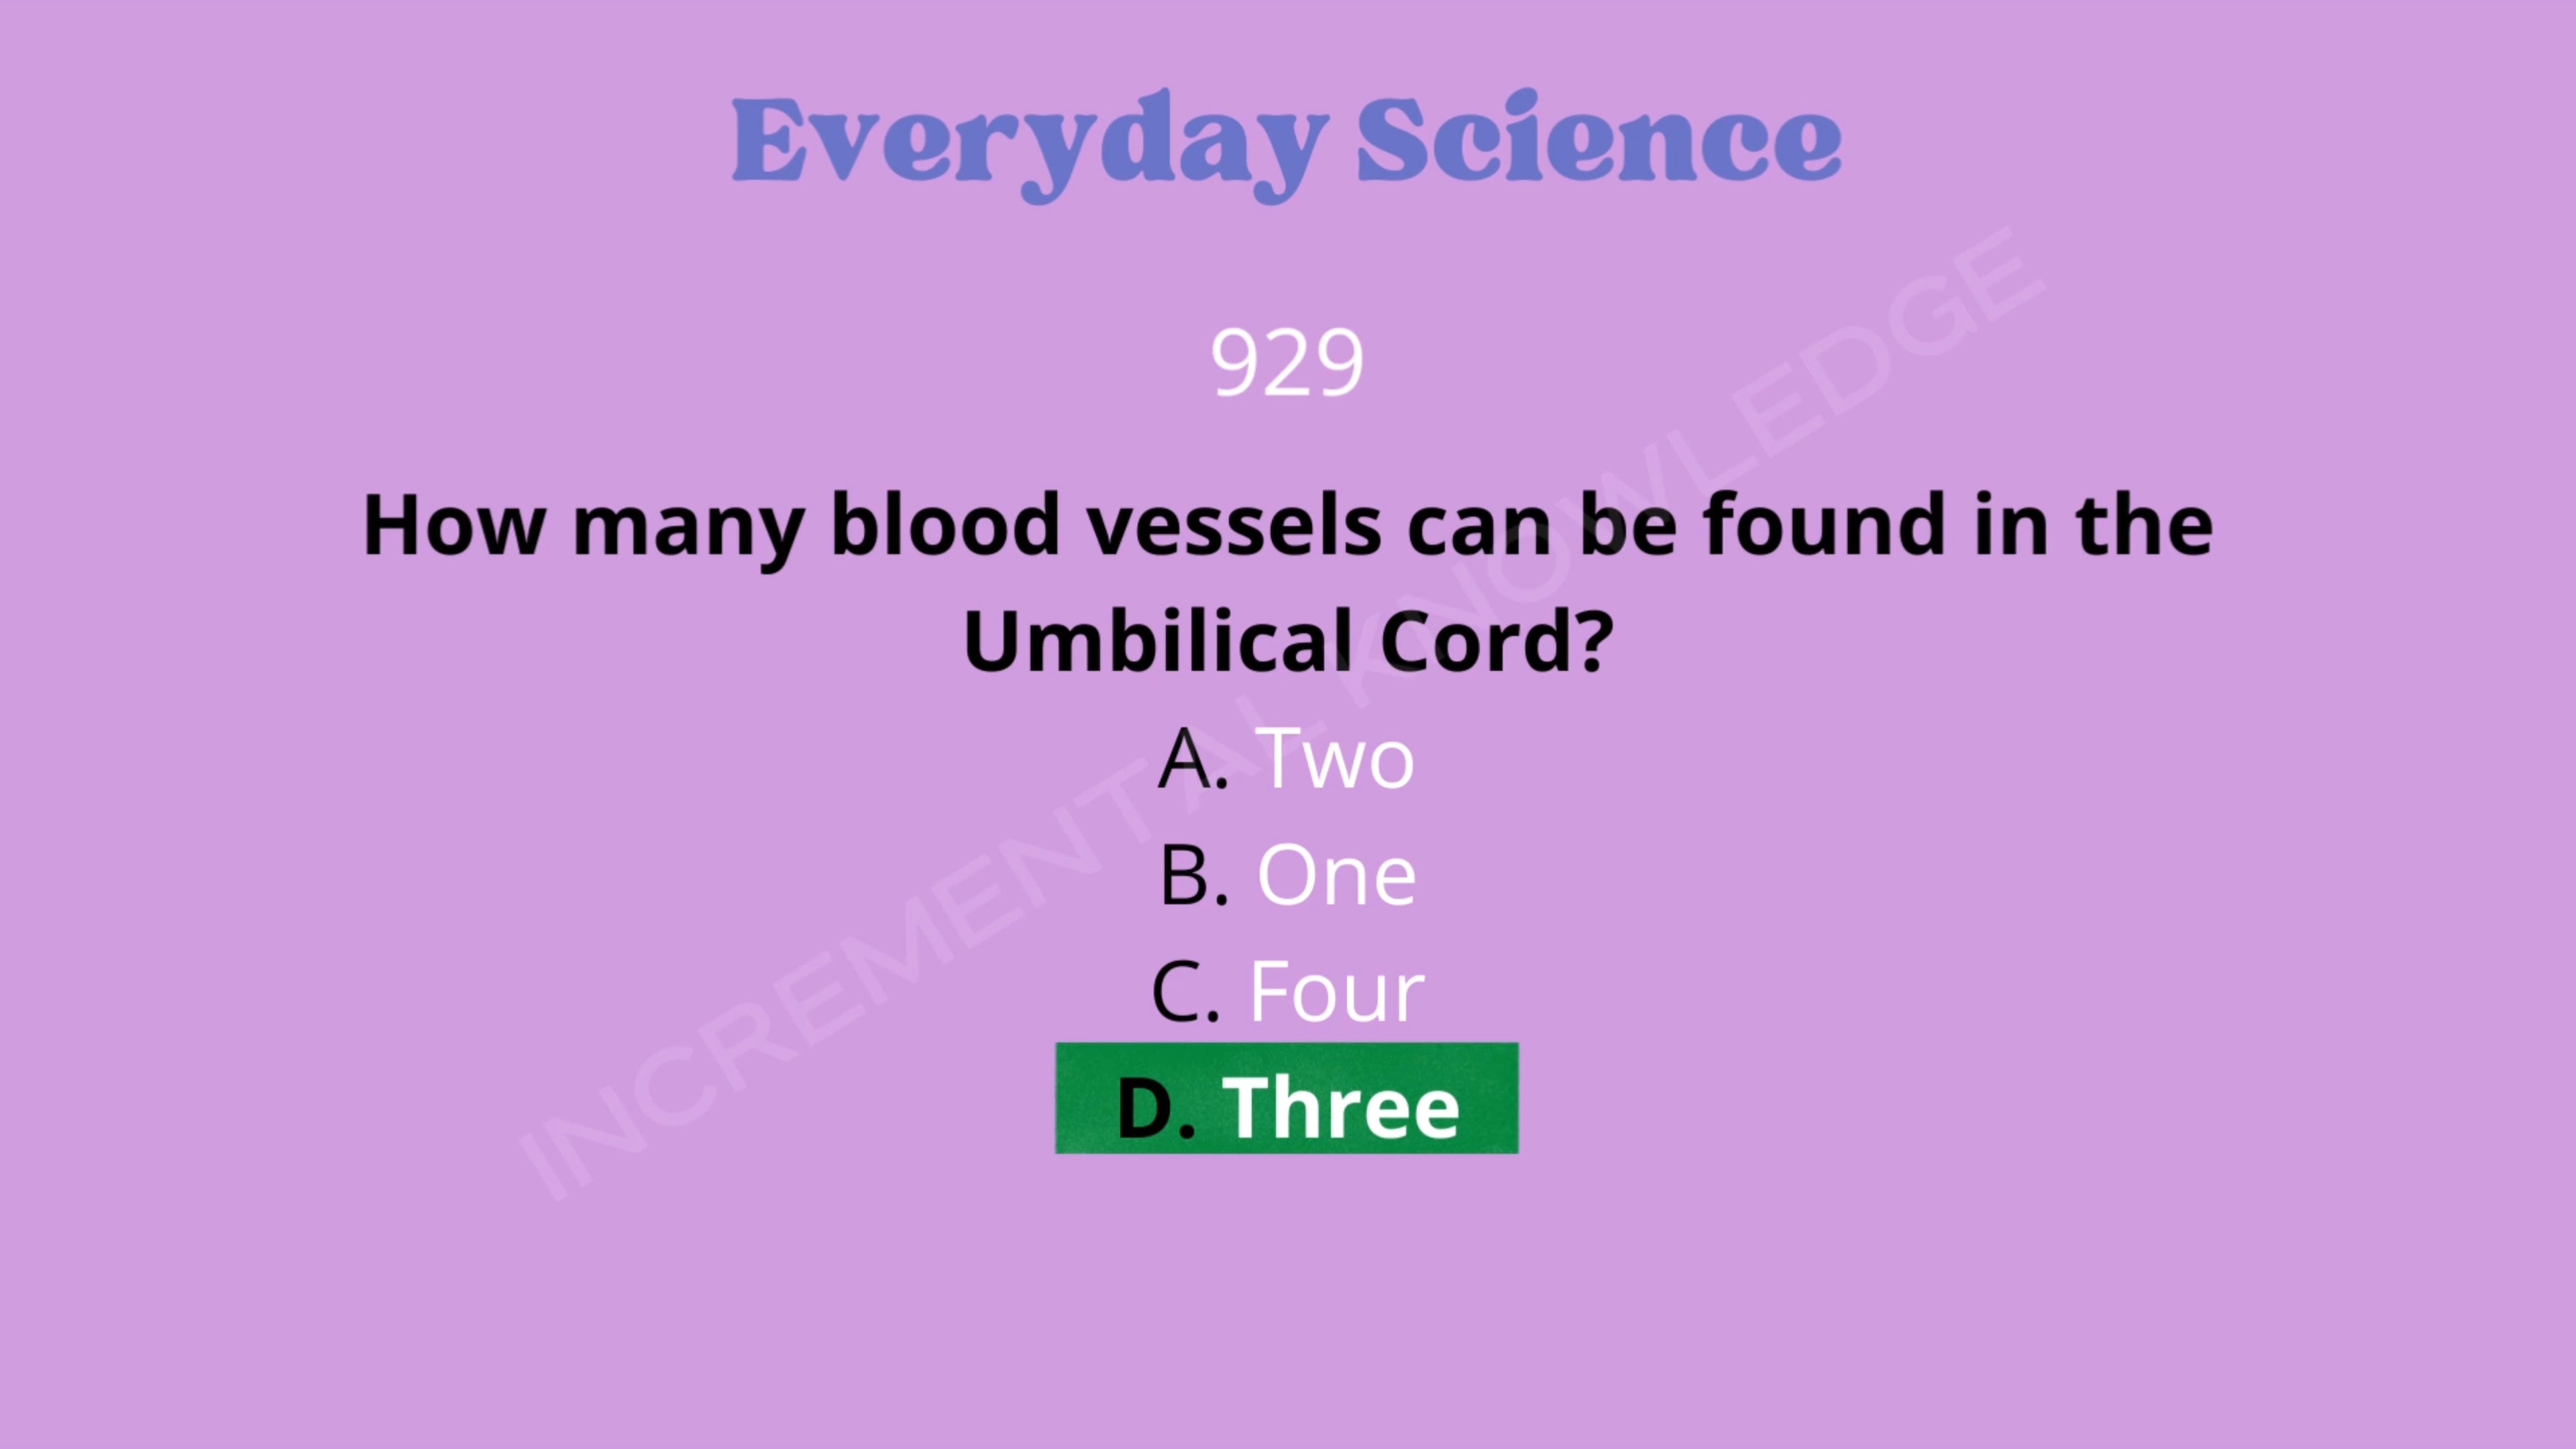 Everyday Science
929
How many blood vessels can be found in the
Umbilical Cord?
A. Two
B. One
C. Four
D. Three
INCREMENTAL KNOWLEDGE